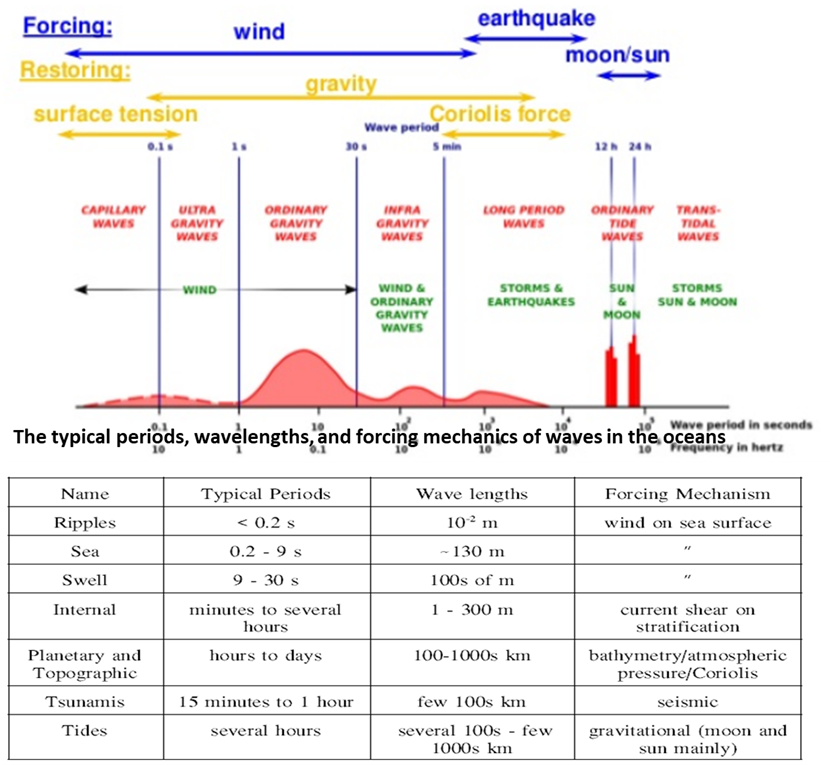 Forcing:
wind
earthquake
moon/sun
Restoring:
gravity
surface tension
Coriolis force
Wave period
0.1 s 1 s 30 s 5 min 12 h 24 h
CAPILLARY WAVES
ULTRA GRAVITY WAVES
ORDINARY GRAVITY WAVES
INFRA GRAVITY WAVES
LONG PERIOD WAVES
ORDINARY TIDE WAVES
TRANS-TIDAL WAVES
WIND
WIND & ORDINARY GRAVITY WAVES
STORMS & EARTHQUAKES
SUN & MOON
STORMS SUN & MOON
0.1 1 10 10² 10³ 10⁴ 10⁵ Wave period in seconds
The typical periods, wavelengths, and forcing mechanics of waves in the oceans
10 1 0.1 Frequency in hertz
Name Typical Periods Wave lengths Forcing Mechanism
Ripples < 0.2 s 10⁻² m wind on sea surface
Sea 0.2 - 9 s ~130 m "
Swell 9 - 30 s 100s of m "
Internal minutes to several hours 1 - 300 m current shear on stratification
Planetary and Topographic hours to days 100-1000s km bathymetry/atmospheric pressure/Coriolis
Tsunamis 15 minutes to 1 hour few 100s km seismic
Tides several hours several 100s - few 1000s km gravitational (moon and sun mainly)